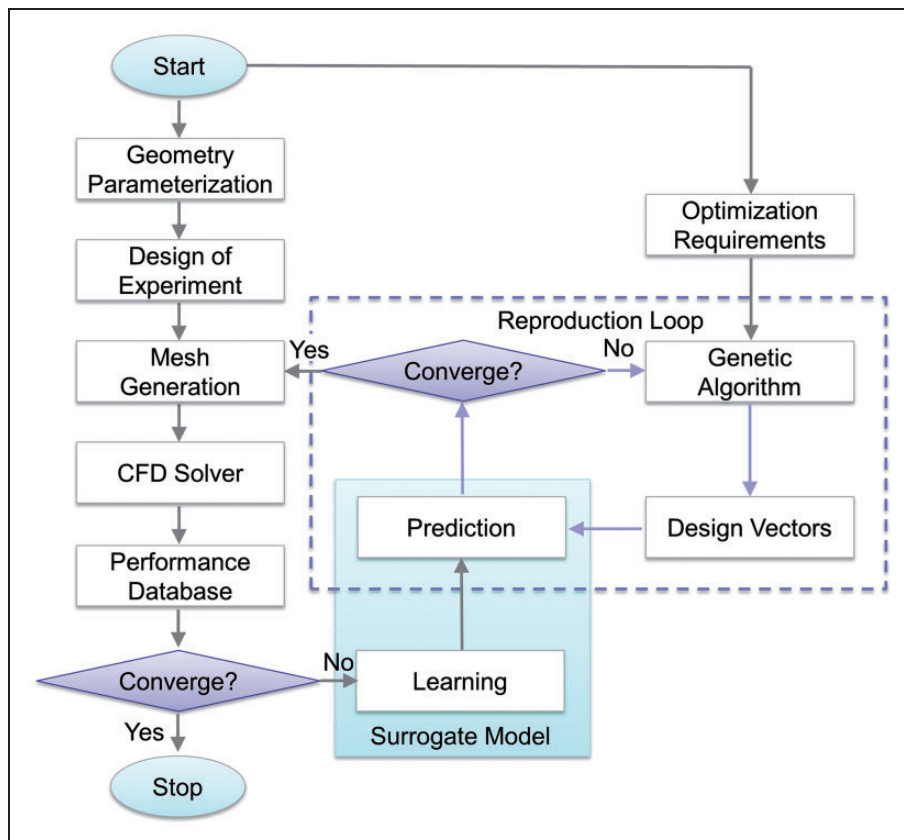 Start
Geometry
Parameterization
Design of
Experiment
Mesh
Generation
CFD Solver
Performance
Database
Converge?
Yes
Stop
No
Learning
Surrogate Model
Prediction
Converge?
Yes
No
Reproduction Loop
Optimization
Requirements
Genetic
Algorithm
Design Vectors